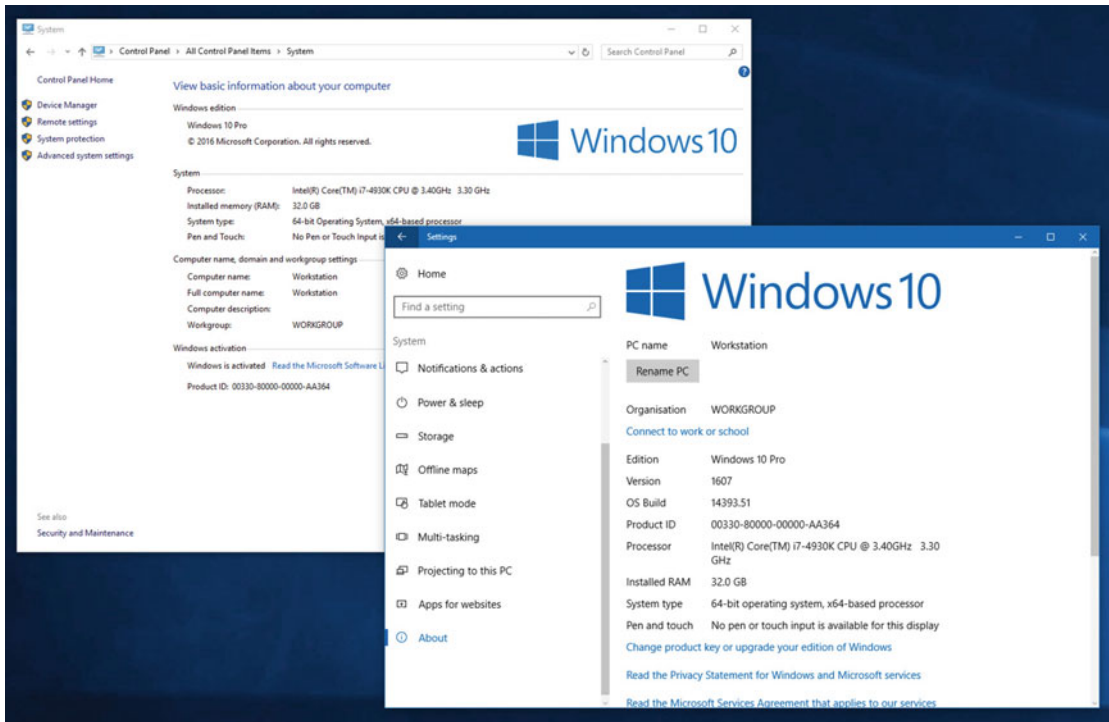 System
Control Panel › All Control Panel Items › System
Search Control Panel
Control Panel Home
Device Manager
Remote settings
System protection
Advanced system settings
See also
Security and Maintenance
View basic information about your computer
Windows edition
Windows 10 Pro
© 2016 Microsoft Corporation. All rights reserved.
Windows 10
System
Processor: Intel(R) Core(TM) i7-4930K CPU @ 3.40GHz 3.30 GHz
Installed memory (RAM): 32.0 GB
System type: 64-bit Operating System, x64-based processor
Pen and Touch: No Pen or Touch Input is
Computer name, domain and workgroup settings
Computer name: Workstation
Full computer name: Workstation
Computer description:
Workgroup: WORKGROUP
Windows activation
Windows is activated Read the Microsoft Software
Product ID: 00330-80000-00000-AA364
Settings
Home
Find a setting
System
Notifications & actions
Power & sleep
Storage
Offline maps
Tablet mode
Multi-tasking
Projecting to this PC
Apps for websites
About
Windows 10
PC name Workstation
Rename PC
Organisation WORKGROUP
Connect to work or school
Edition Windows 10 Pro
Version 1607
OS Build 14393.51
Product ID 00330-80000-00000-AA364
Processor Intel(R) Core(TM) i7-4930K CPU @ 3.40GHz 3.30
GHz
Installed RAM 32.0 GB
System type 64-bit operating system, x64-based processor
Pen and touch No pen or touch input is available for this display
Change product key or upgrade your edition of Windows
Read the Privacy Statement for Windows and Microsoft services
Read the Microsoft Services Agreement that applies to our services